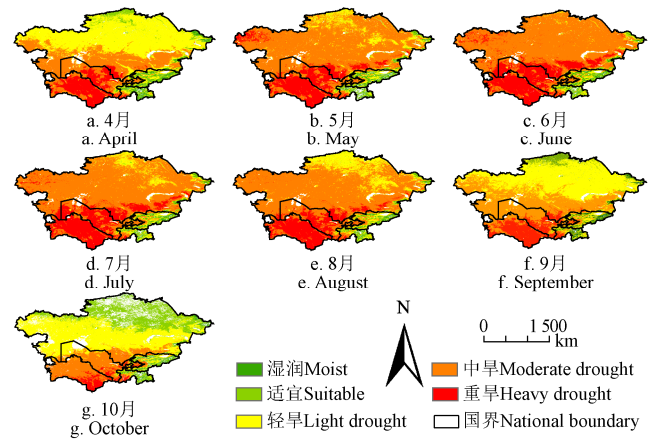 a. 4月
a. April
b. 5月
b. May
c. 6月
c. June
d. 7月
d. July
e. 8月
e. August
f. 9月
f. September
g. 10月
g. October
N
0 1 500
km
湿润Moist
适宜Suitable
轻旱Light drought
中旱Moderate drought
重旱Heavy drought
国界National boundary